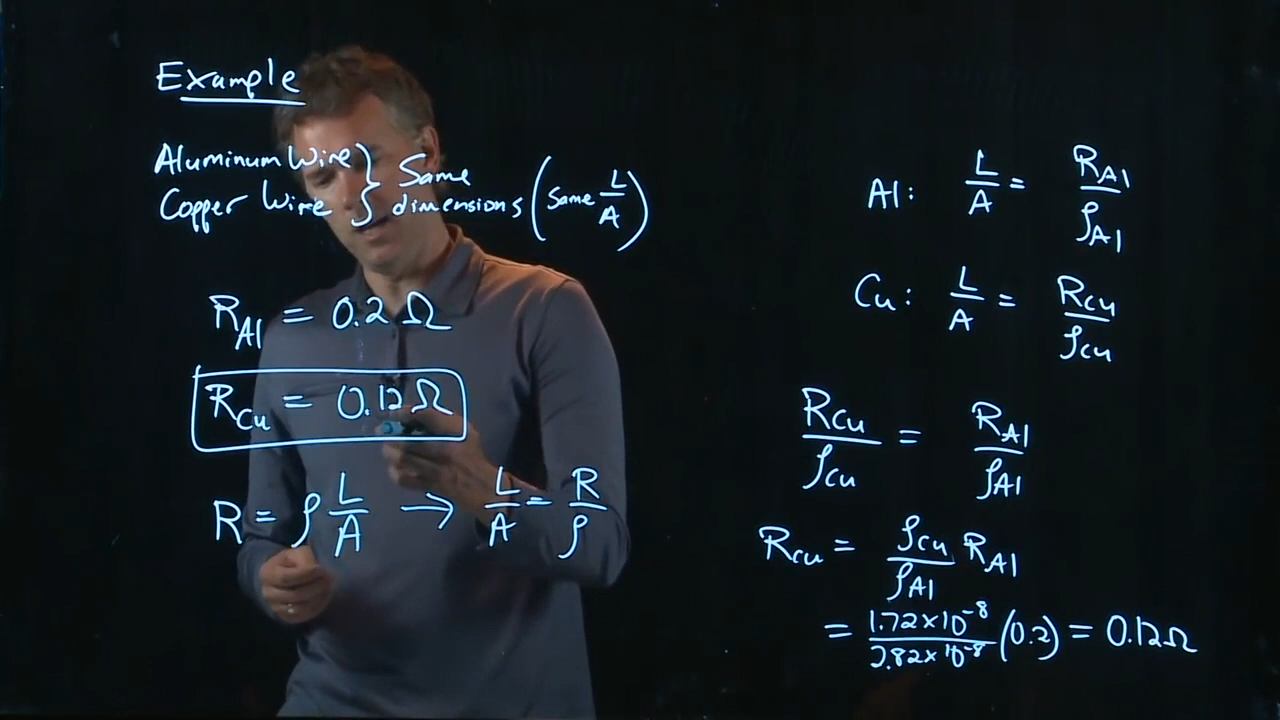 Example
Aluminum Wire } Same
Copper Wire } dimensions (Same L/A)
R_Al = 0.2 Ω
R_Cu = 0.12 Ω
R = ρ L/A → L/A = R/ρ
Al: L/A = R_Al/ρ_Al
Cu: L/A = R_Cu/ρ_Cu
R_Cu/ρ_Cu = R_Al/ρ_Al
R_Cu = ρ_Cu/ρ_Al R_Al
= 1.72×10⁻⁸/2.82×10⁻⁸ (0.2) = 0.12 Ω